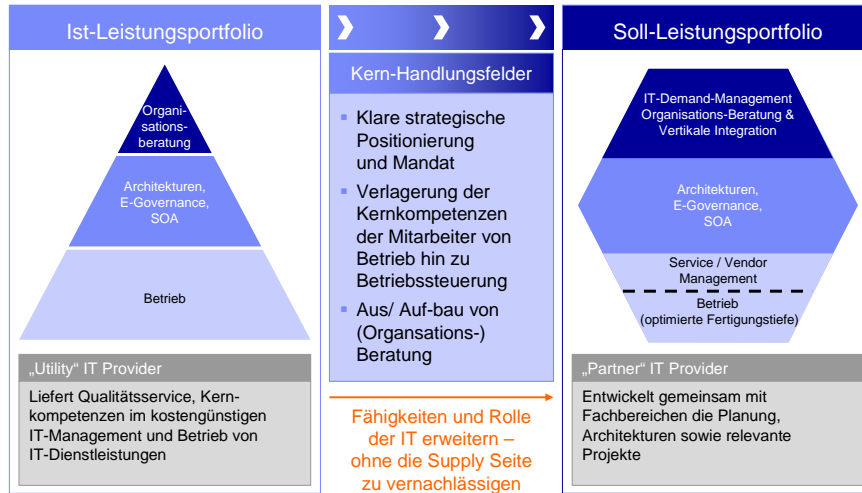 Ist-Leistungsportfolio
Organi-
sations-
beratung
Architekturen,
E-Governance,
SOA
Betrieb
„Utility“ IT Provider
Liefert Qualitätsservice, Kern-
kompetenzen im kostengünstigen
IT-Management und Betrieb von
IT-Dienstleistungen
Kern-Handlungsfelder
Klare strategische
Positionierung
und Mandat
Verlagerung der
Kernkompetenzen
der Mitarbeiter von
Betrieb hin zu
Betriebssteuerung
Aus/ Auf-bau von
(Organsations-)
Beratung
Fähigkeiten und Rolle
der IT erweitern –
ohne die Supply Seite
zu vernachlässigen
Soll-Leistungsportfolio
IT-Demand-Management
Organisations-Beratung &
Vertikale Integration
Architekturen,
E-Governance,
SOA
Service / Vendor
Management
Betrieb
(optimierte Fertigungstiefe)
„Partner“ IT Provider
Entwickelt gemeinsam mit
Fachbereichen die Planung,
Architekturen sowie relevante
Projekte